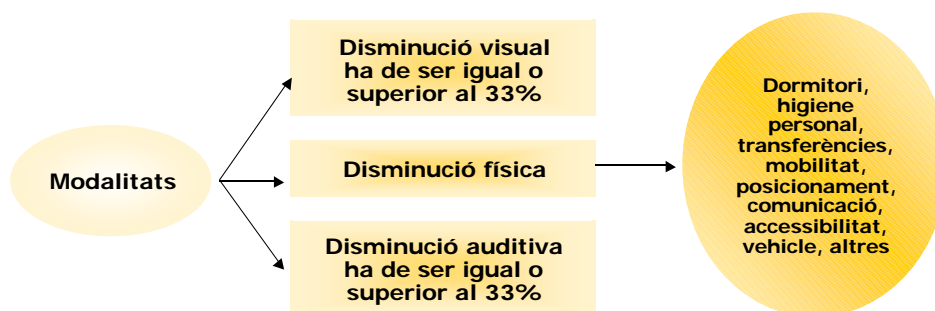 Modalitats
Disminució visual
ha de ser igual o
superior al 33%
Disminució física
Disminució auditiva
ha de ser igual o
superior al 33%
Dormitori,
higiene
personal,
transferències,
mobilitat,
posicionament,
comunicació,
accessibilitat,
vehicle, altres